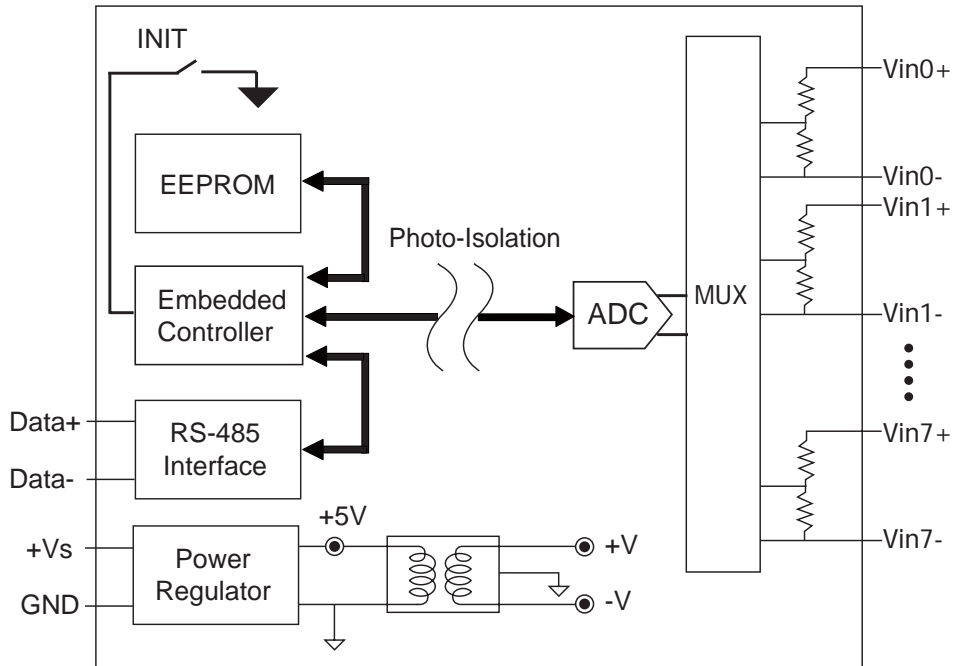 INIT
EEPROM
Photo-Isolation
Embedded
Controller
ADC
MUX
RS-485
Interface
Data+
Data-
+Vs
GND
Power
Regulator
+5V
+V
-V
Vin0+
Vin0-
Vin1+
Vin1-
Vin7+
Vin7-